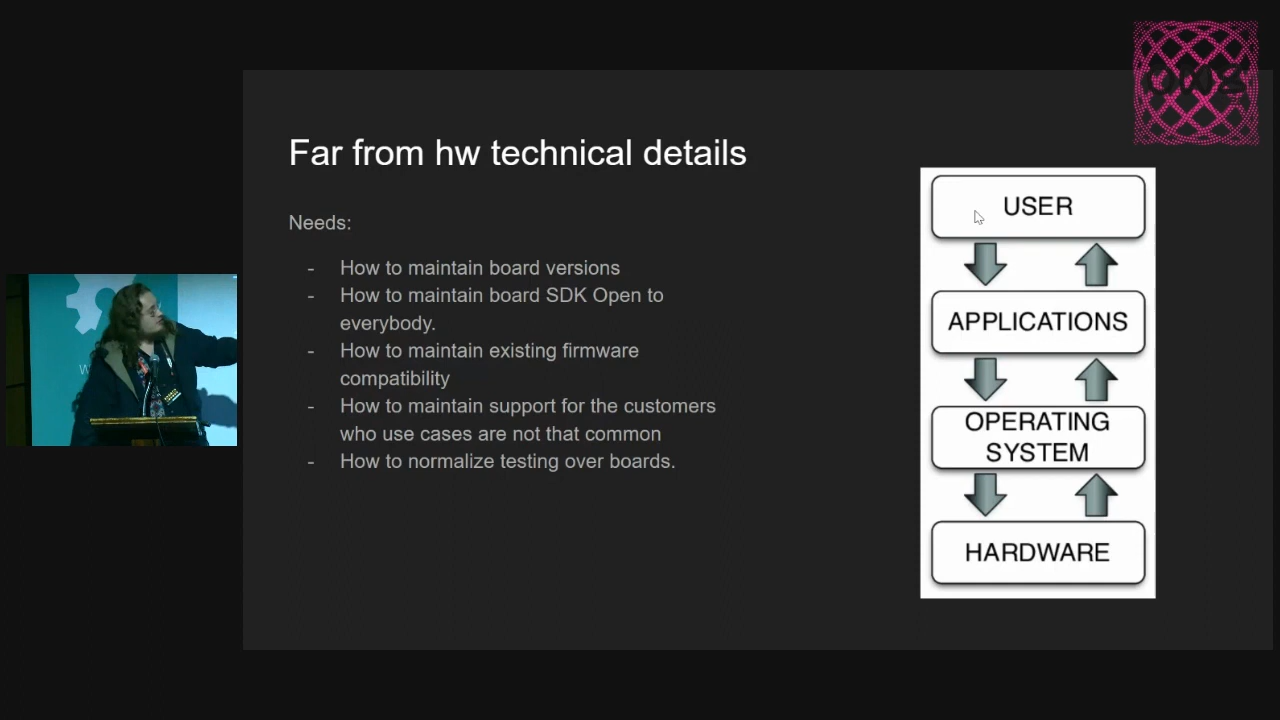 Far from hw technical details
Needs:
- How to maintain board versions
- How to maintain board SDK Open to
everybody.
- How to maintain existing firmware
compatibility
- How to maintain support for the customers
who use cases are not that common
- How to normalize testing over boards.
USER
APPLICATIONS
OPERATING
SYSTEM
HARDWARE